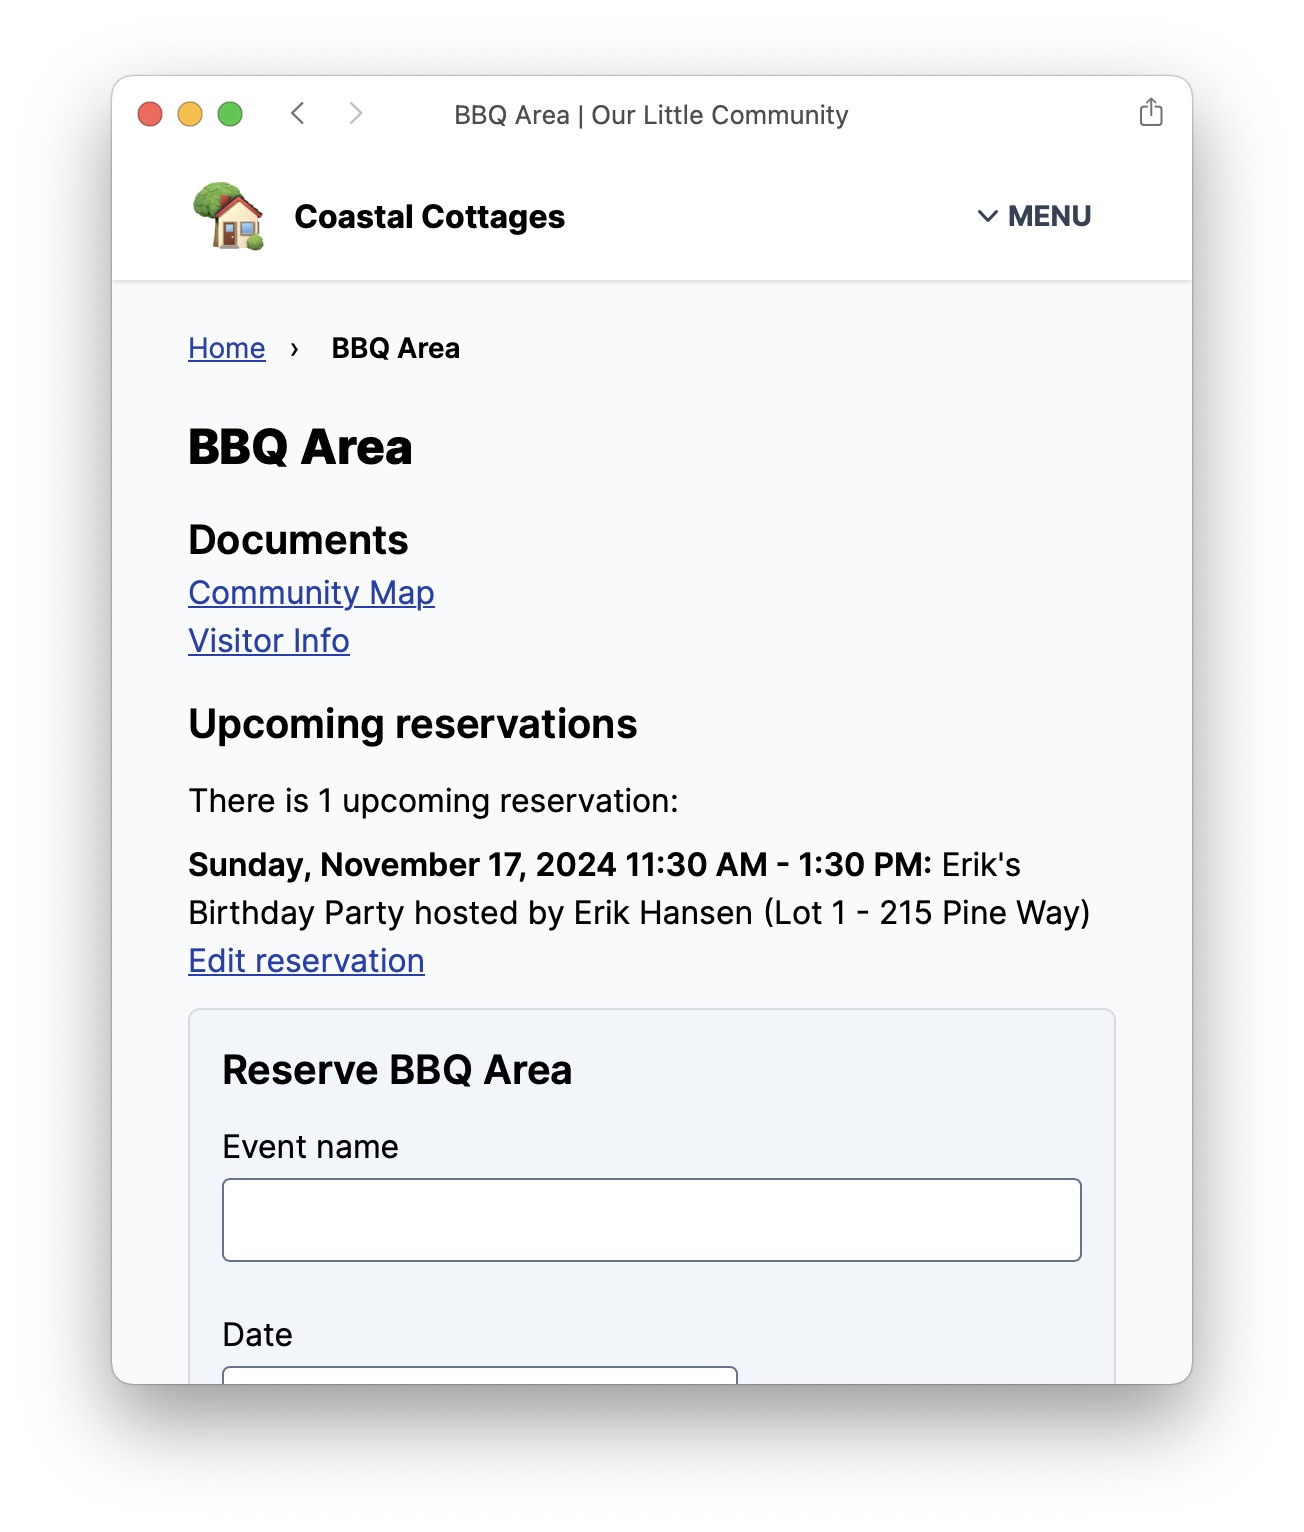 BBQ Area | Our Little Community
Coastal Cottages
MENU
Home › BBQ Area
BBQ Area
Documents
Community Map
Visitor Info
Upcoming reservations
There is 1 upcoming reservation:
Sunday, November 17, 2024 11:30 AM - 1:30 PM: Erik's
Birthday Party hosted by Erik Hansen (Lot 1 - 215 Pine Way)
Edit reservation
Reserve BBQ Area
Event name
Date